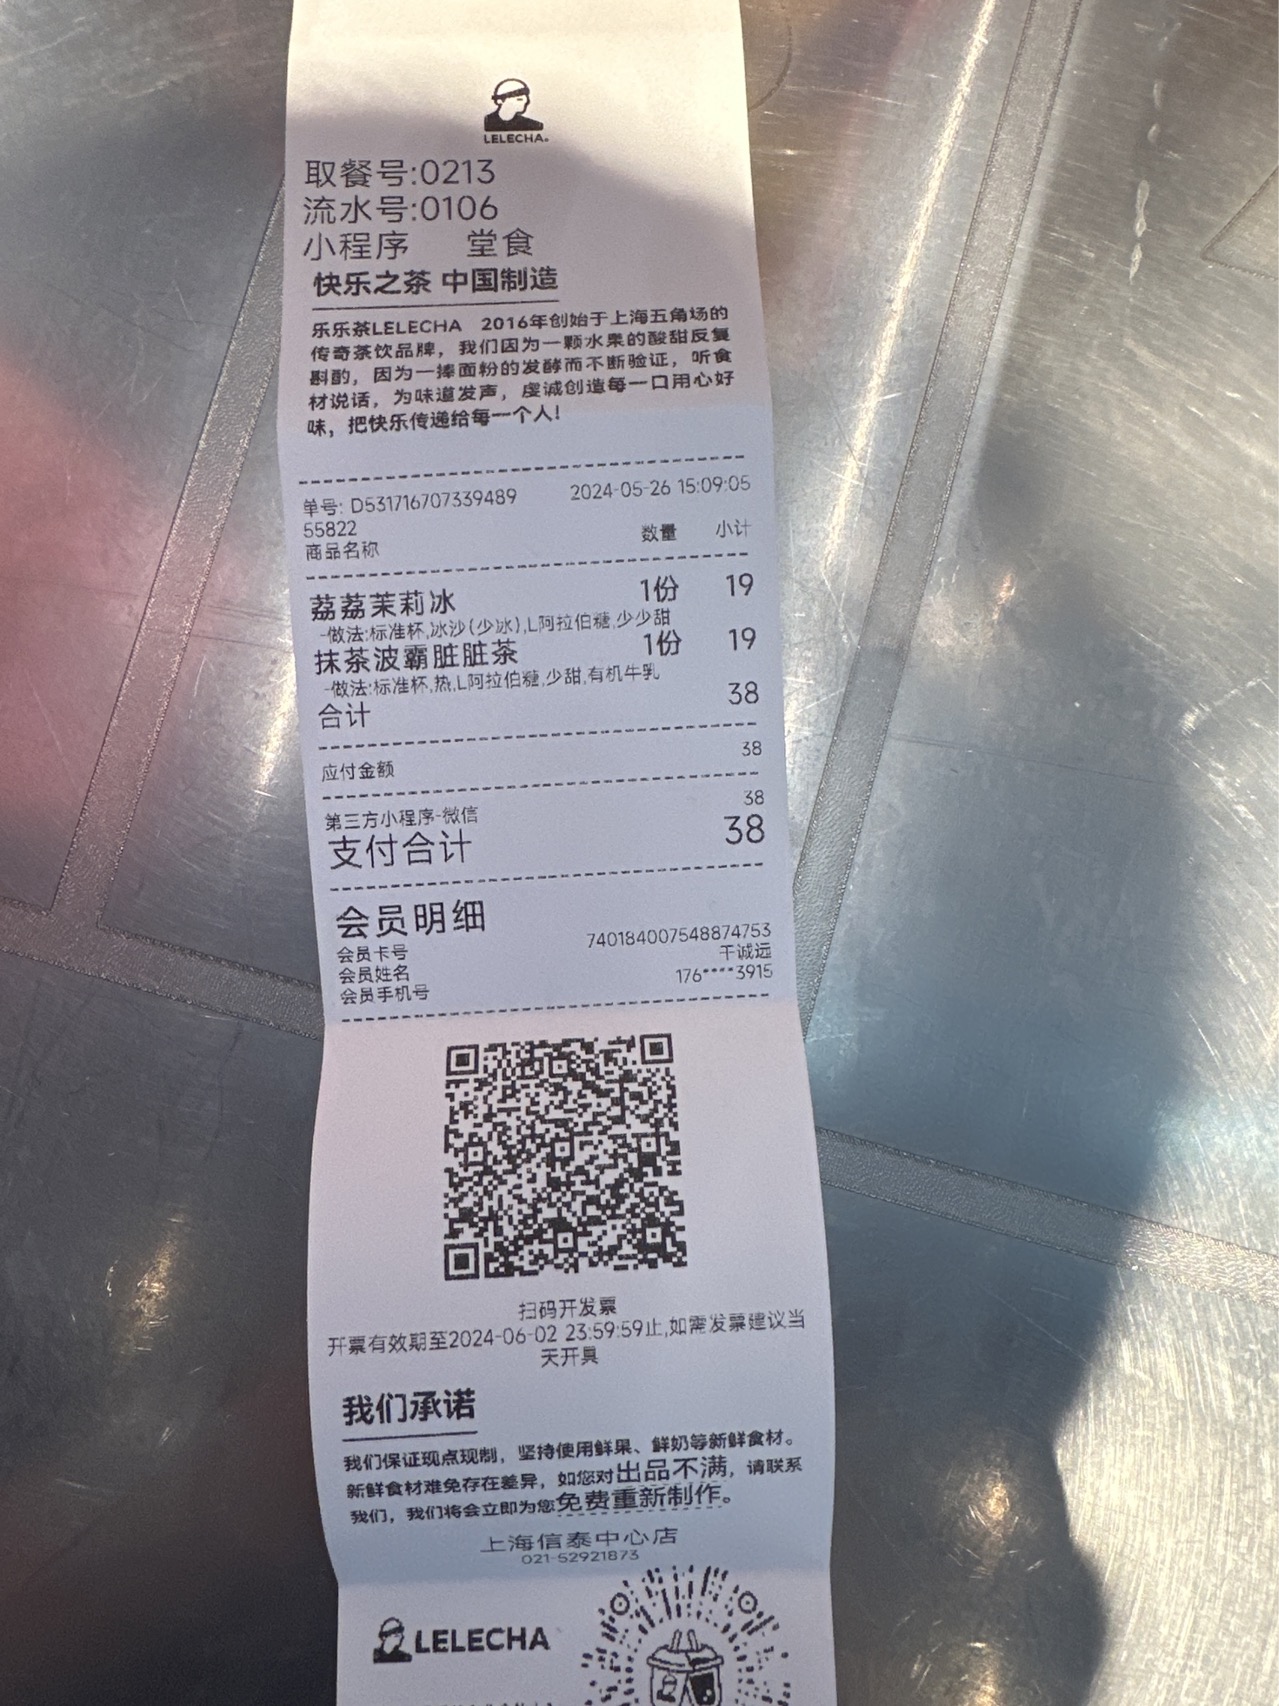 LELECHA
取餐号:0213
流水号:0106
小程序 堂食
快乐之茶 中国制造
乐乐茶LELECHA 2016年创始于上海五角场的
传奇茶饮品牌，我们因为一颗水果的酸甜反复
斟酌，因为一捧面粉的发酵而不断验证，听食
材说话，为味道发声，虔诚创造每一口用心好
味，把快乐传递给每一个人!
单号: D531716707339489 2024-05-26 15:09:05
55822
商品名称 数量 小计
荔荔茉莉冰 1份 19
-做法:标准杯,冰沙(少冰),L阿拉伯糖,少少甜
抹茶波霸脏脏茶 1份 19
-做法:标准杯,热,L阿拉伯糖,少甜,有机牛乳
合计 38
应付金额 38
第三方小程序-微信 38
支付合计 38
会员明细
会员卡号 740184007548874753
会员姓名 干诚远
会员手机号 176****3915
扫码开发票
开票有效期至2024-06-02 23:59:59止,如需发票建议当
天开具
我们承诺
我们保证现点现制，坚持使用鲜果、鲜奶等新鲜食材。
新鲜食材难免存在差异，如您对出品不满，请联系
我们，我们将会立即为您免费重新制作。
上海信泰中心店
021-52921873
LELECHA